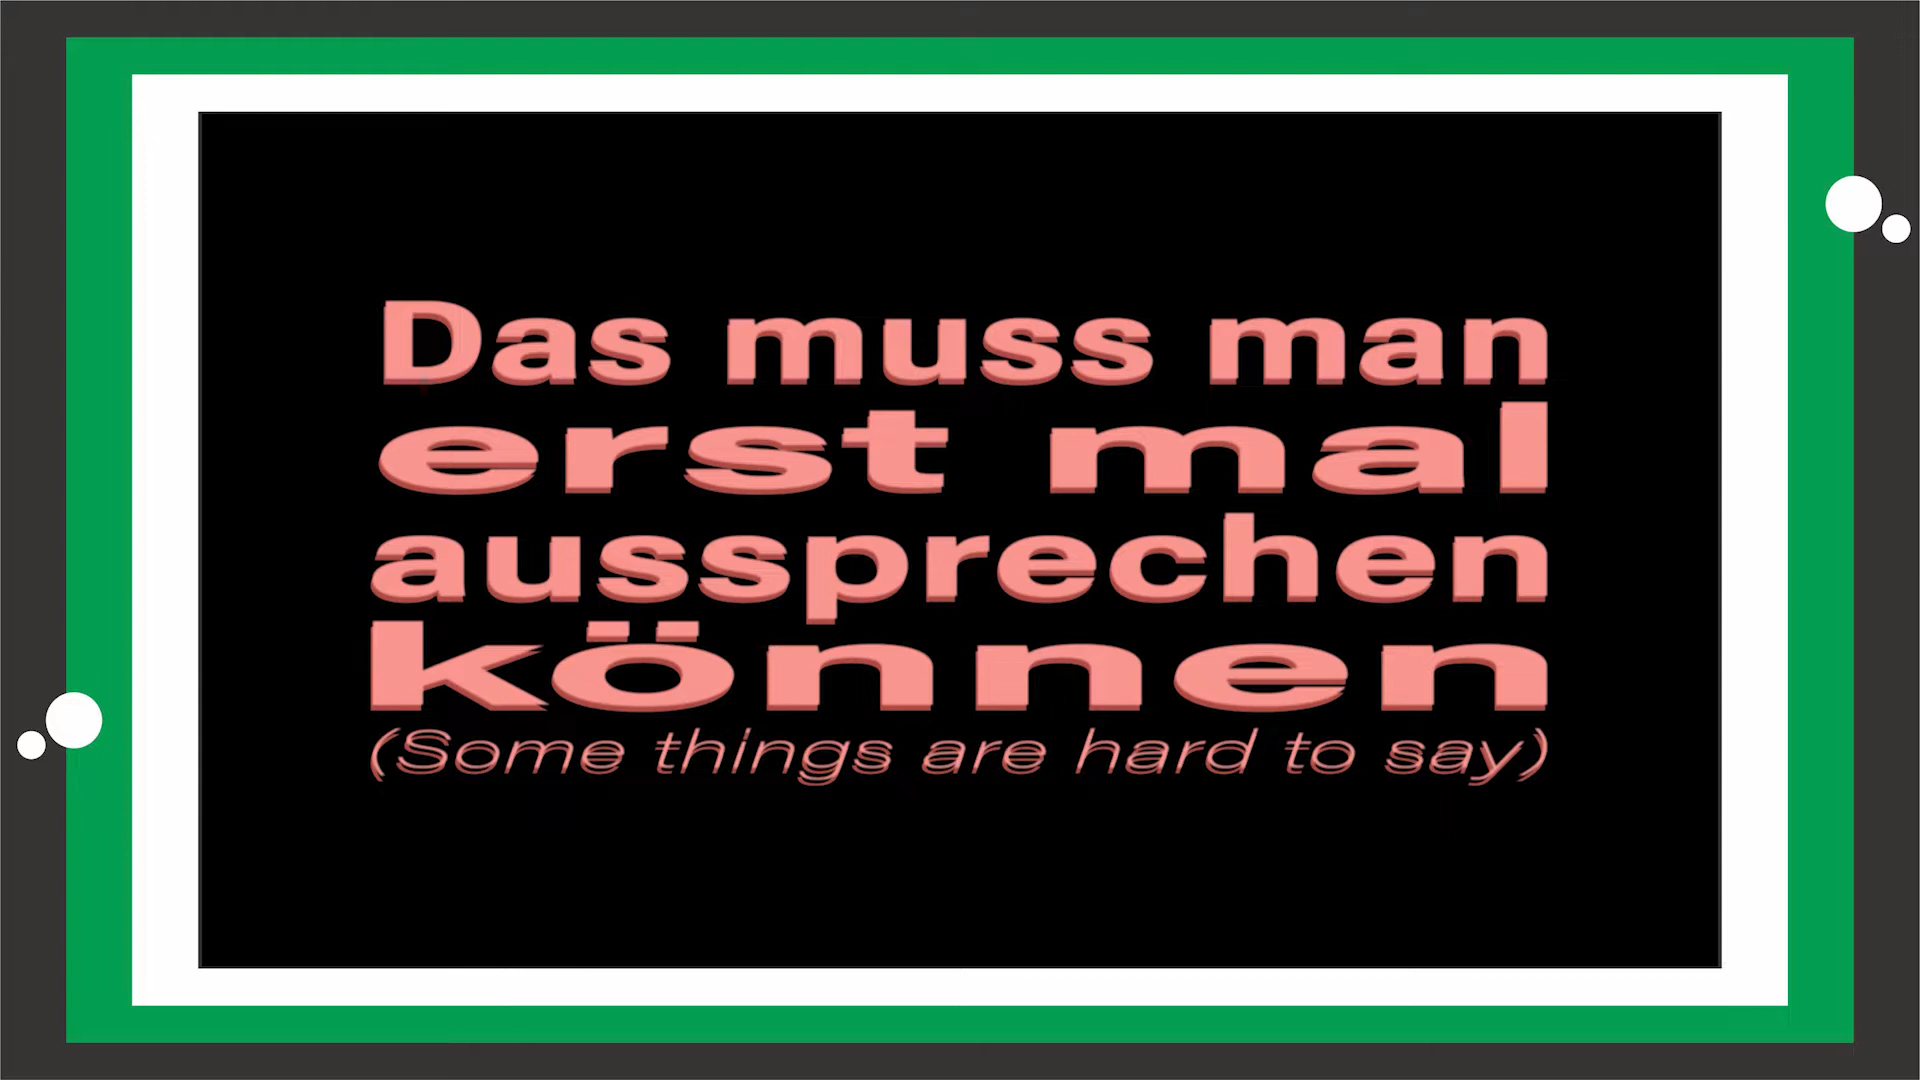 Das muss man
erst mal
aussprechen
können
(Some things are hard to say)